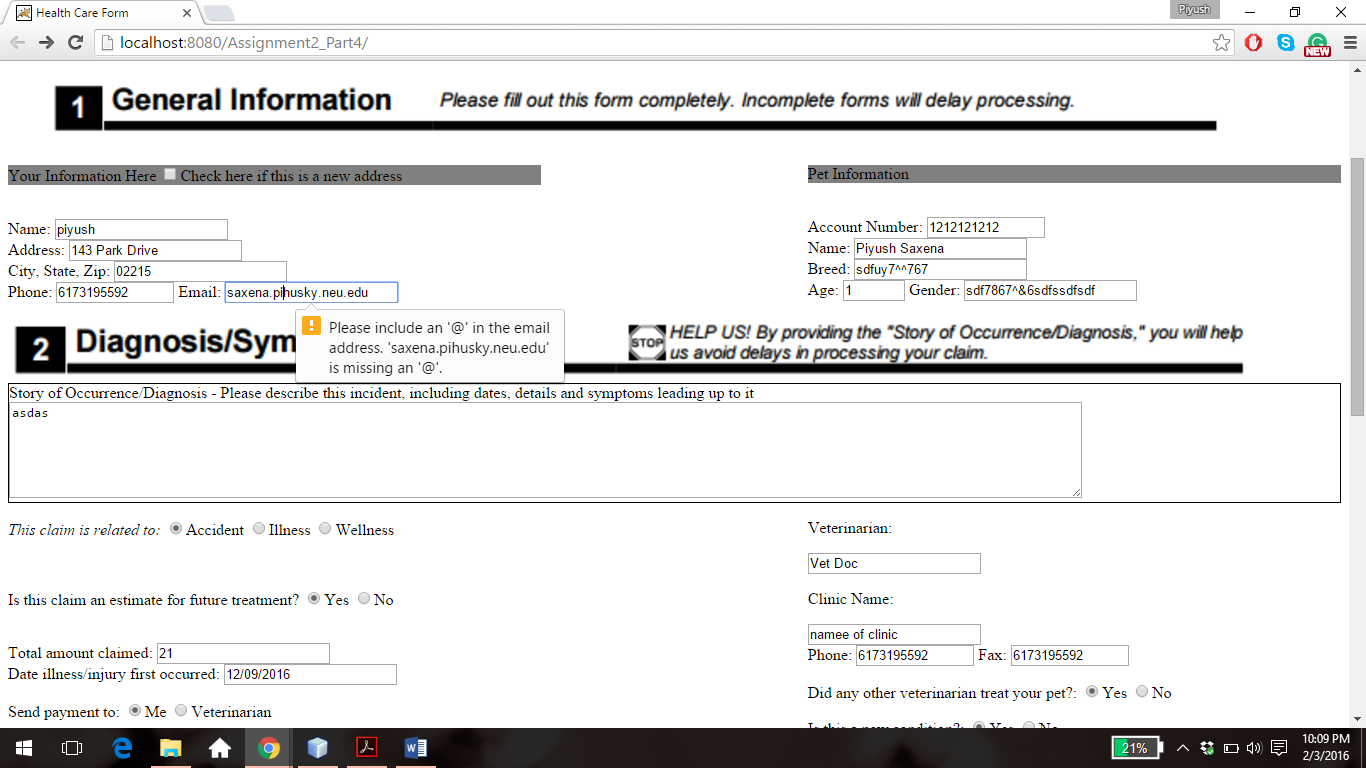 Health Care Form
Piyush
localhost:8080/Assignment2_Part4/
NEW
1 General Information Please fill out this form completely. Incomplete forms will delay processing.
Your Information Here Check here if this is a new address
Pet Information
Name: piyush
Address: 143 Park Drive
City, State, Zip: 02215
Phone: 6173195592 Email: saxena.pihusky.neu.edu
Account Number: 1212121212
Name: Piyush Saxena
Breed: sdfuy7^^767
Age: 1 Gender: sdf7867^&6sdfssdfsdf
Please include an '@' in the email
address. 'saxena.pihusky.neu.edu'
is missing an '@'.
2 Diagnosis/Sym
STOP
HELP US! By providing the "Story of Occurrence/Diagnosis," you will help
us avoid delays in processing your claim.
Story of Occurrence/Diagnosis - Please describe this incident, including dates, details and symptoms leading up to it
asdas
This claim is related to: Accident Illness Wellness
Is this claim an estimate for future treatment? Yes No
Total amount claimed: 21
Date illness/injury first occurred: 12/09/2016
Send payment to: Me Veterinarian
Veterinarian:
Vet Doc
Clinic Name:
namee of clinic
Phone: 6173195592 Fax: 6173195592
Did any other veterinarian treat your pet?: Yes No
Is this a new condition?: Yes No
21%
10:09 PM
2/3/2016